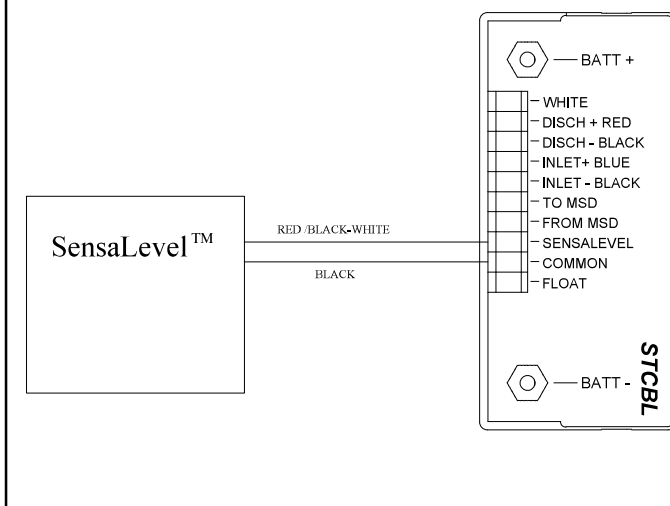 BATT +
WHITE
DISCH + RED
DISCH - BLACK
INLET+ BLUE
INLET - BLACK
TO MSD
FROM MSD
SENSALEVEL
COMMON
FLOAT
SensaLevel™
RED /BLACK-WHITE
BLACK
BATT -
STCBL